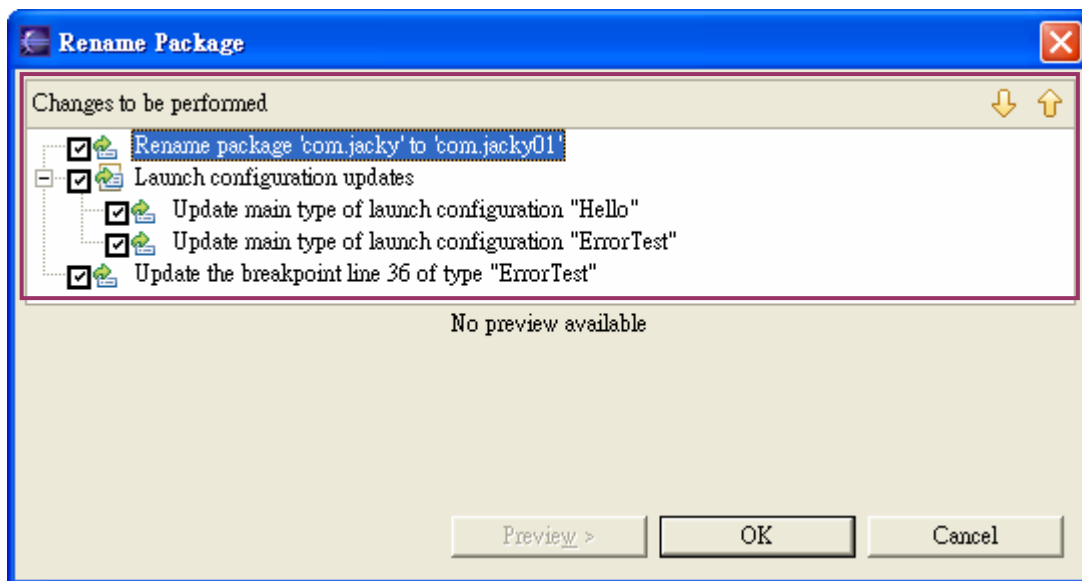 Rename Package
Changes to be performed
Rename package 'com.jacky' to 'com.jacky01'
Launch configuration updates
Update main type of launch configuration "Hello"
Update main type of launch configuration "ErrorTest"
Update the breakpoint line 36 of type "ErrorTest"
No preview available
Preview > OK Cancel